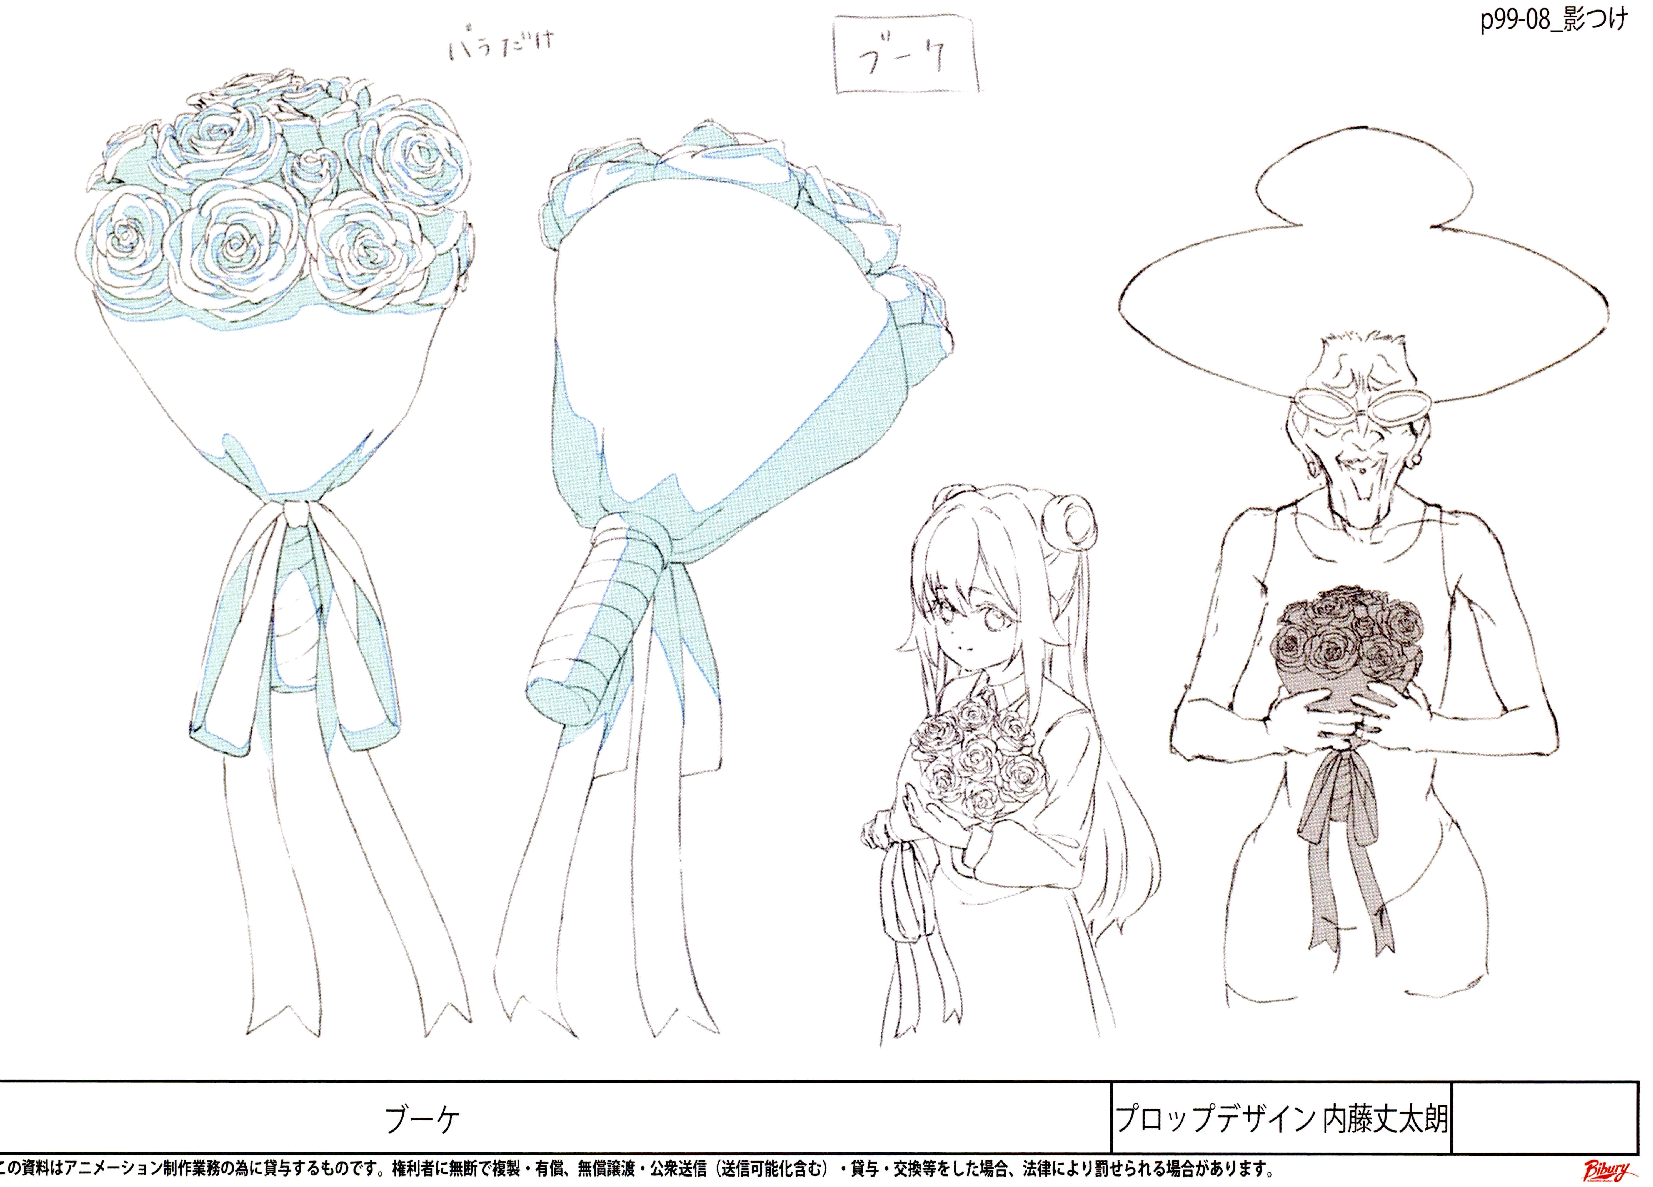 p99-08_影つけ
バラだけ
ブーケ
ブーケ
プロップデザイン 内藤丈太朗
この資料はアニメーション制作業務の為に貸与するものです。権利者に無断で複製・有償、無償譲渡・公衆送信（送信可能化含む）・貸与・交換等をした場合、法律により罰せられる場合があります。
Bibury